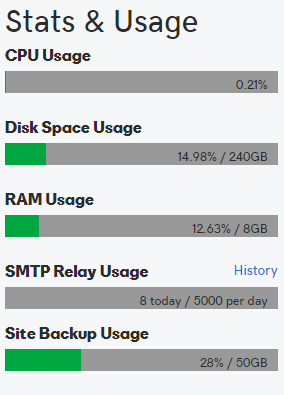 Stats & Usage
CPU Usage
0.21%
Disk Space Usage
14.98% / 240GB
RAM Usage
12.63% / 8GB
SMTP Relay Usage History
8 today / 5000 per day
Site Backup Usage
28% / 50GB